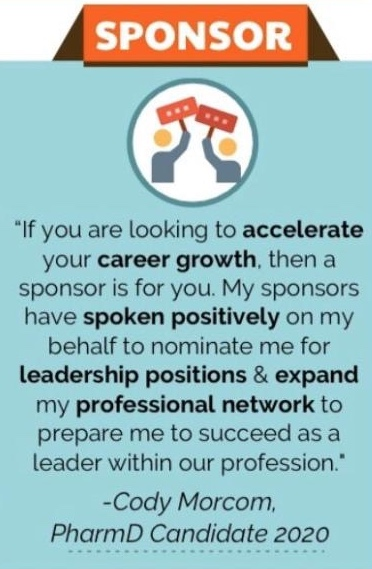 SPONSOR
“If you are looking to accelerate
your career growth, then a
sponsor is for you. My sponsors
have spoken positively on my
behalf to nominate me for
leadership positions & expand
my professional network to
prepare me to succeed as a
leader within our profession."
-Cody Morcom,
PharmD Candidate 2020